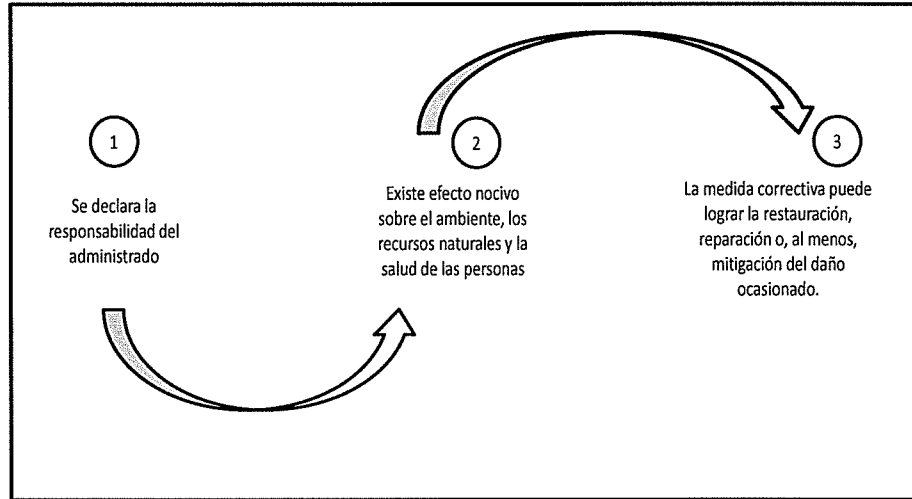 1
Se declara la
responsabilidad del
administrado
2
Existe efecto nocivo
sobre el ambiente, los
recursos naturales y la
salud de las personas
3
La medida correctiva puede
lograr la restauración,
reparación o, al menos,
mitigación del daño
ocasionado.